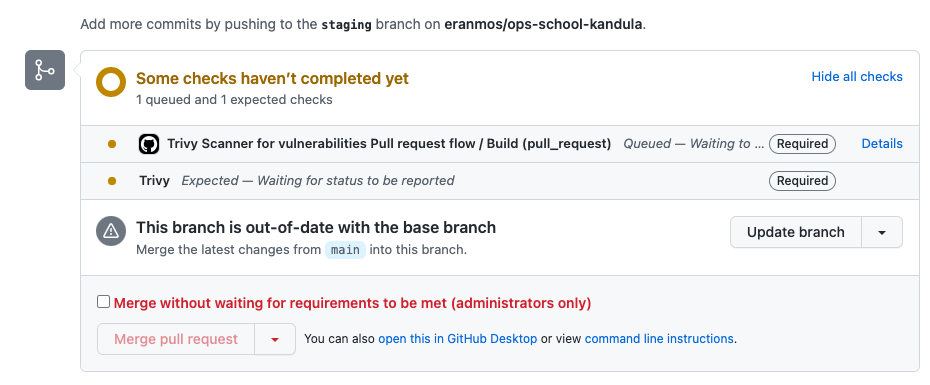 Add more commits by pushing to the staging branch on eranmos/ops-school-kandula.
Some checks haven’t completed yet
Hide all checks
1 queued and 1 expected checks
Trivy Scanner for vulnerabilities Pull request flow / Build (pull_request) Queued — Waiting to ... Required Details
Trivy Expected — Waiting for status to be reported Required
This branch is out-of-date with the base branch
Merge the latest changes from main into this branch.
Update branch
Merge without waiting for requirements to be met (administrators only)
Merge pull request You can also open this in GitHub Desktop or view command line instructions.